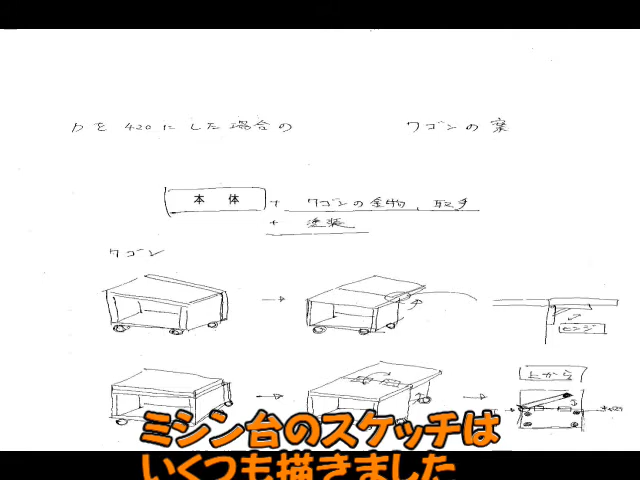 Dを420にした場合の ワゴンの案
本体 + ワゴンの金物、取手
+ 塗装
ワゴン
ヒンジ
上から
ミシン台のスケッチは
いくつも描きました